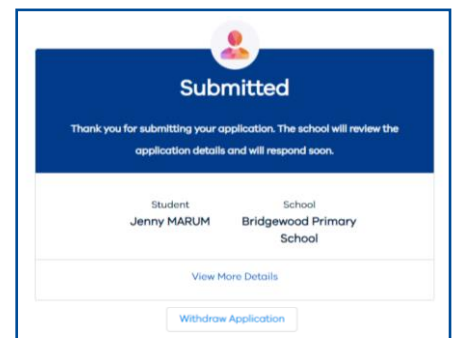 Submitted
Thank you for submitting your application. The school will review the
application details and will respond soon.
Student
School
Jenny MARUM
Bridgewood Primary
School
View More Details
Withdraw Application